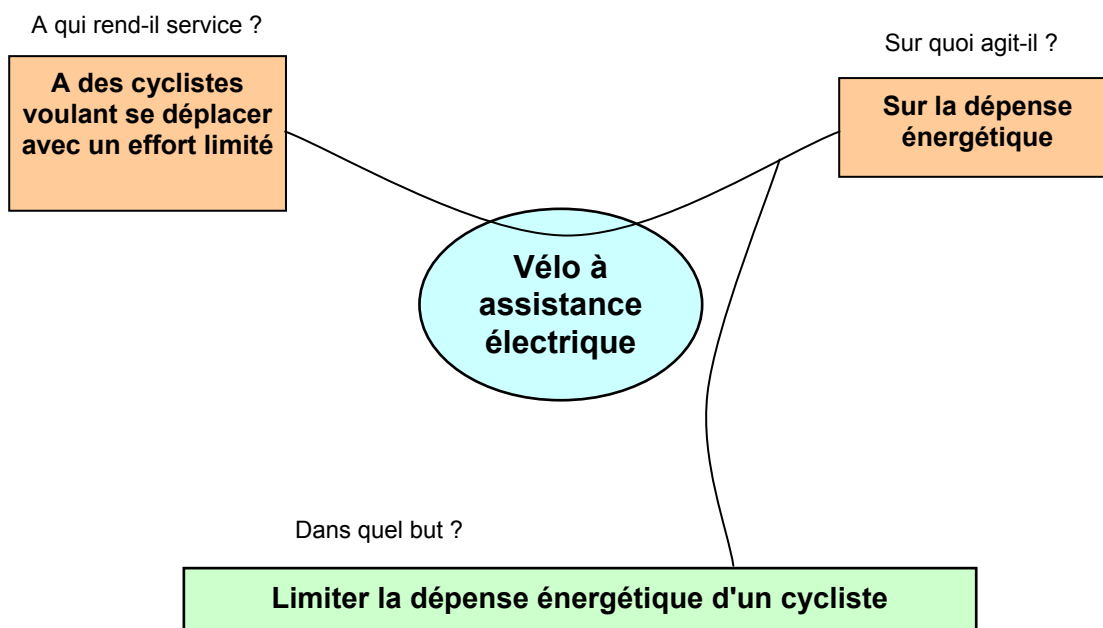 A qui rend-il service ?
Sur quoi agit-il ?
A des cyclistes
voulant se déplacer
avec un effort limité
Sur la dépense
énergétique
Vélo à
assistance
électrique
Dans quel but ?
Limiter la dépense énergétique d'un cycliste